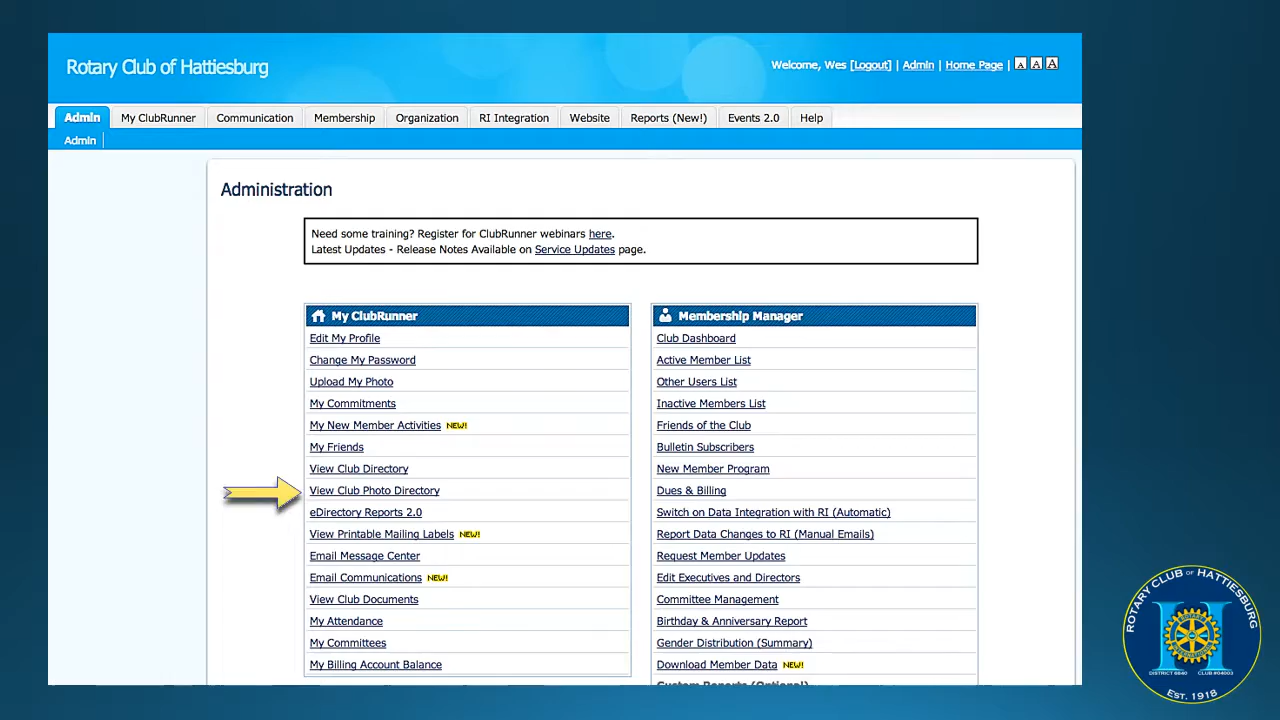 Rotary Club of Hattiesburg
Welcome, Wes [Logout] | Admin | Home Page | A A A
Admin My ClubRunner Communication Membership Organization RI Integration Website Reports (New!) Events 2.0 Help
Admin
Administration
Need some training? Register for ClubRunner webinars here.
Latest Updates - Release Notes Available on Service Updates page.
My ClubRunner
Edit My Profile
Change My Password
Upload My Photo
My Commitments
My New Member Activities NEW!
My Friends
View Club Directory
View Club Photo Directory
eDirectory Reports 2.0
View Printable Mailing Labels NEW!
Email Message Center
Email Communications NEW!
View Club Documents
My Attendance
My Committees
My Billing Account Balance
Membership Manager
Club Dashboard
Active Member List
Other Users List
Inactive Members List
Friends of the Club
Bulletin Subscribers
New Member Program
Dues & Billing
Switch on Data Integration with RI (Automatic)
Report Data Changes to RI (Manual Emails)
Request Member Updates
Edit Executives and Directors
Committee Management
Birthday & Anniversary Report
Gender Distribution (Summary)
Download Member Data NEW!
Custom Reports (Optional)
ROTARY CLUB OF HATTIESBURG
H
DISTRICT 6840 CLUB #04003
EST. 1918